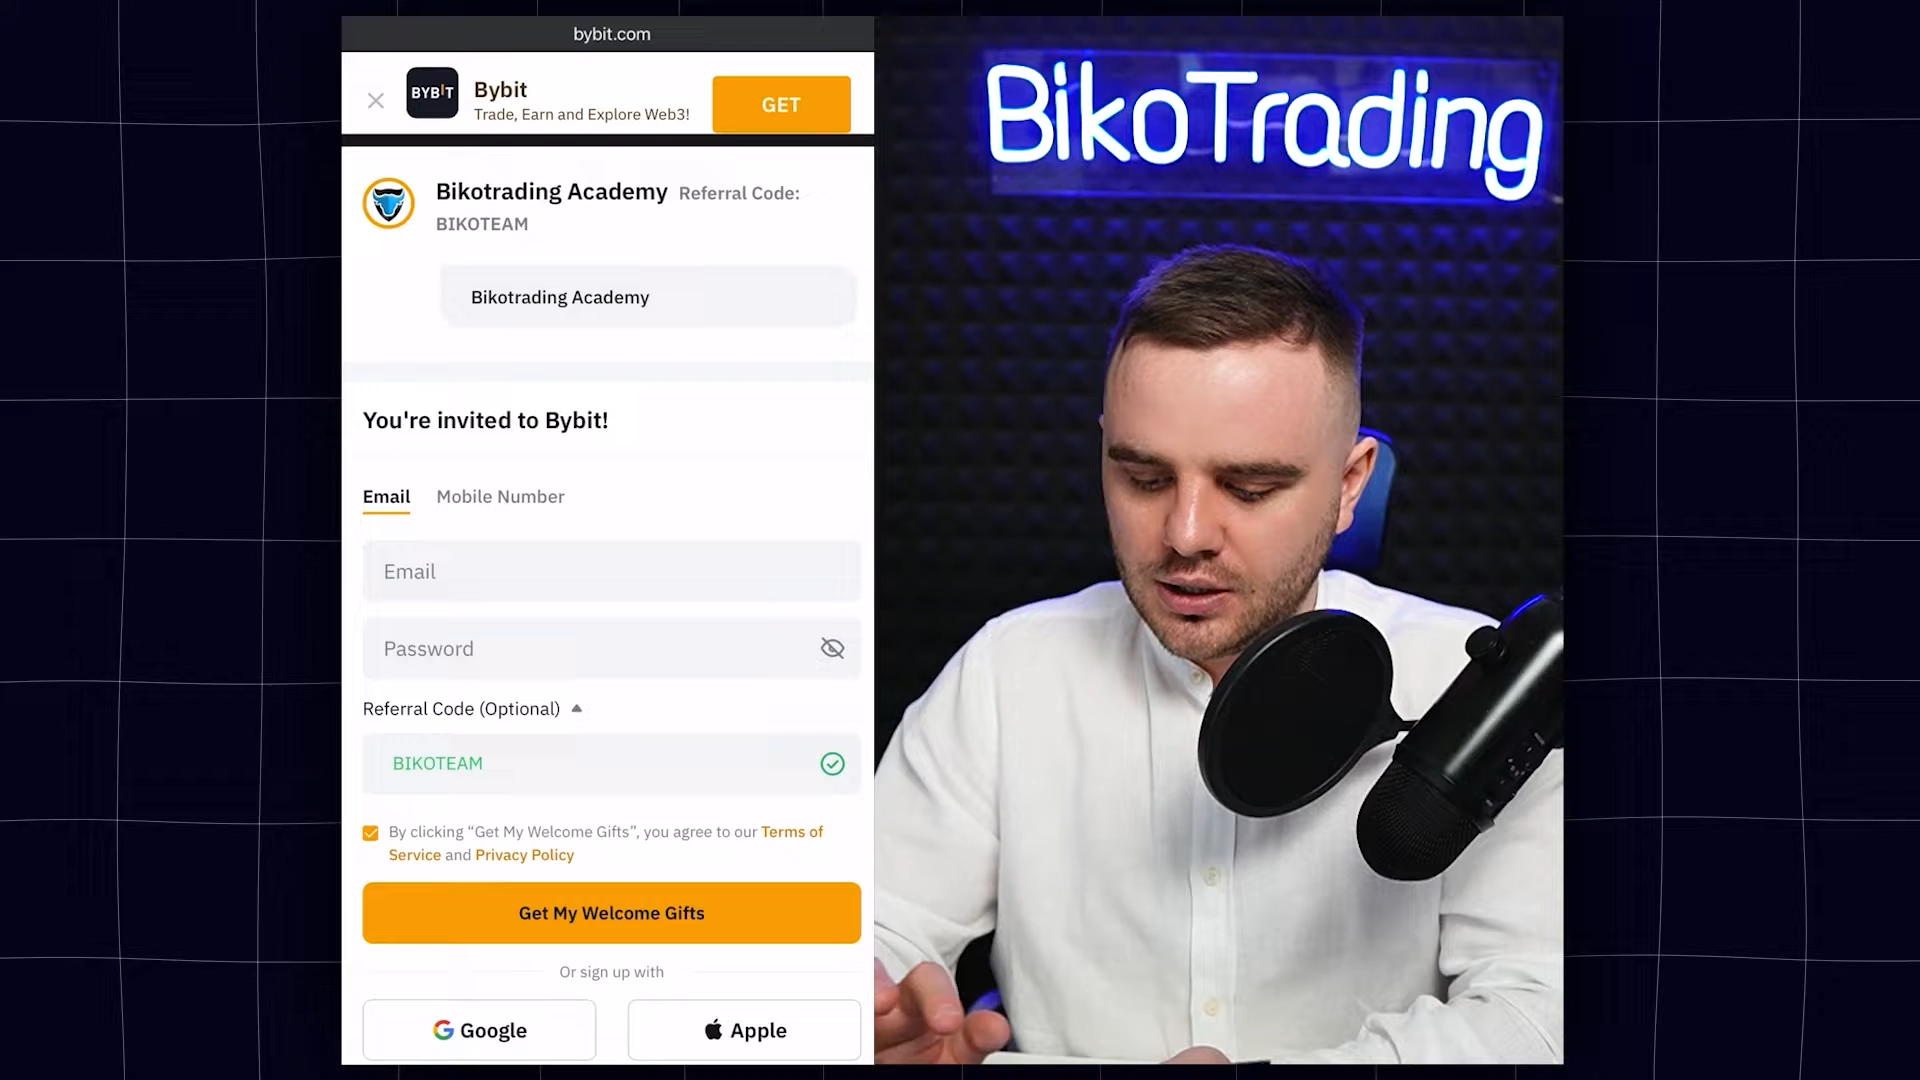 bybit.com
BYBIT
Bybit
Trade, Earn and Explore Web3!
GET
Bikotrading Academy Referral Code:
BIKOTEAM
Bikotrading Academy
You're invited to Bybit!
Email Mobile Number
Email
Password
Referral Code (Optional)
BIKOTEAM
By clicking “Get My Welcome Gifts”, you agree to our Terms of
Service and Privacy Policy
Get My Welcome Gifts
Or sign up with
Google
Apple
BikoTrading